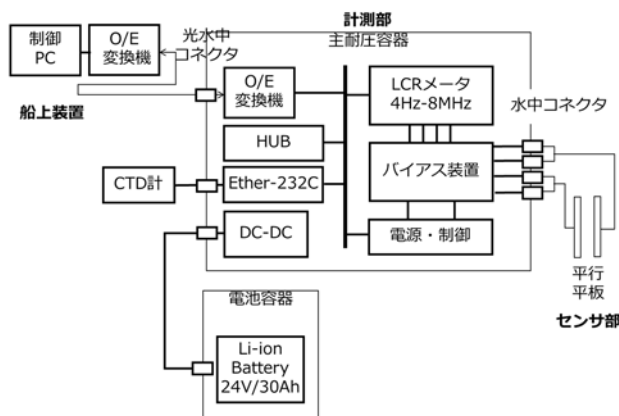 計測部
主耐圧容器
制御
PC
O/E
変換機
光水中
コネクタ
船上装置
O/E
変換機
LCRメータ
4Hz-8MHz
水中コネクタ
HUB
バイアス装置
CTD計
Ether-232C
DC-DC
電源・制御
平行
平板
センサ部
電池容器
Li-ion
Battery
24V/30Ah